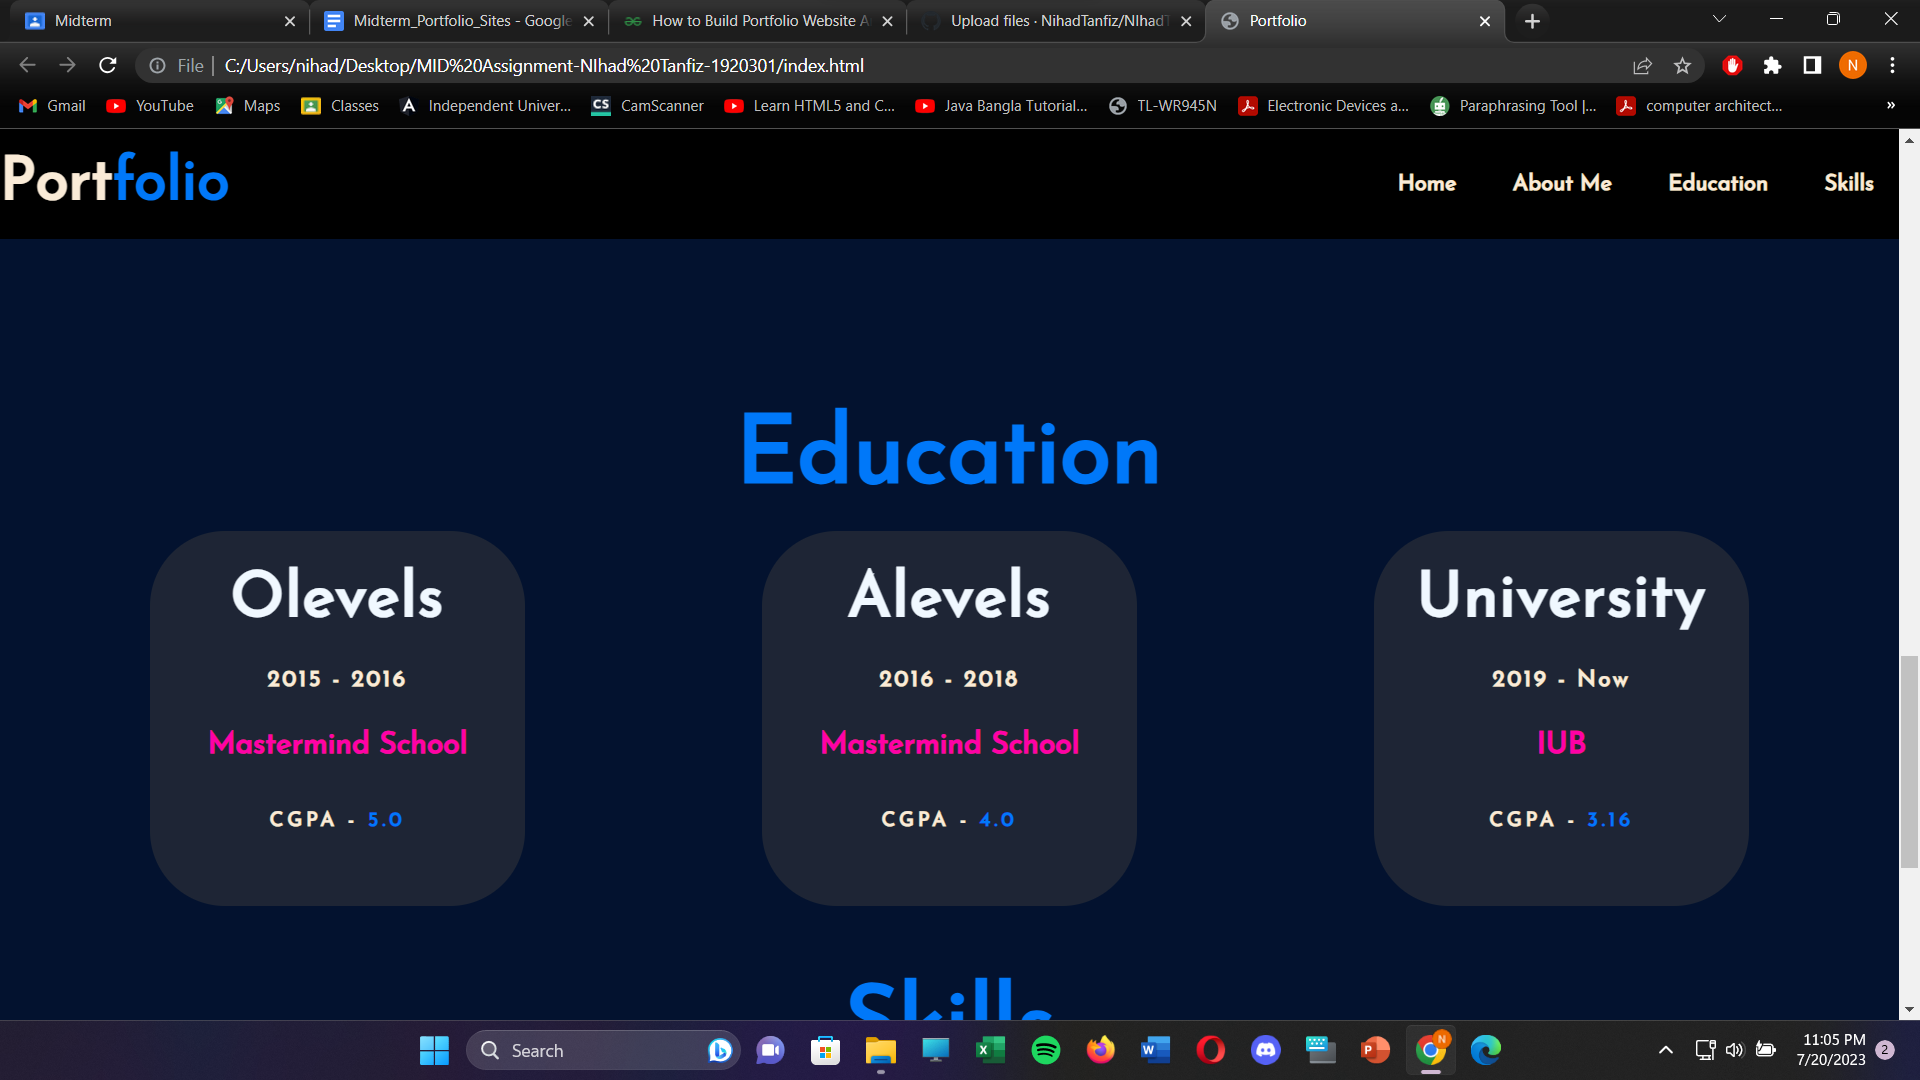 Midterm
Midterm_Portfolio_Sites - Google
How to Build Portfolio Website A
Upload files · NihadTanfiz/NIhadT
Portfolio
File
C:/Users/nihad/Desktop/MID%20Assignment-NIhad%20Tanfiz-1920301/index.html
N
Gmail
YouTube
Maps
Classes
Independent Univer...
CS
CamScanner
Learn HTML5 and C...
Java Bangla Tutorial...
TL-WR945N
Electronic Devices a...
Paraphrasing Tool |...
computer architect...
»
Portfolio
Home
About Me
Education
Skills
Education
Olevels
2015 - 2016
Mastermind School
CGPA - 5.0
Alevels
2016 - 2018
Mastermind School
CGPA - 4.0
University
2019 - Now
IUB
CGPA - 3.16
Skills
Search
11:05 PM
7/20/2023
2